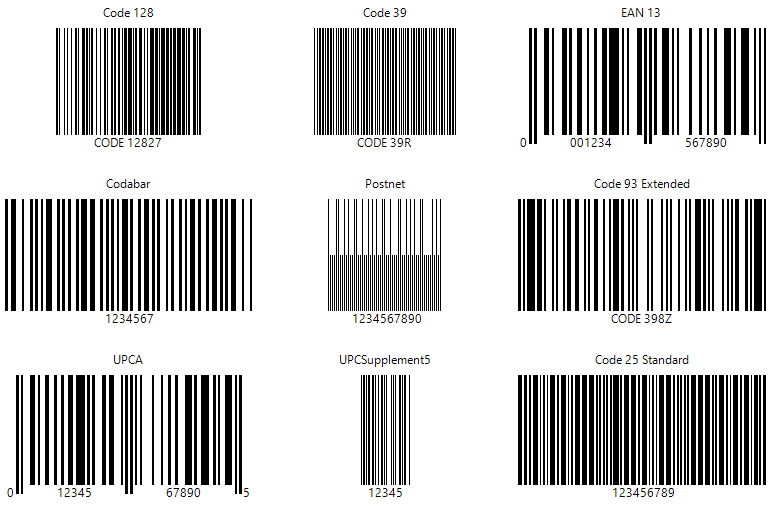 Code 128
Code 39
EAN 13
CODE 12827
CODE 39R
0 001234 567890
Codabar
Postnet
Code 93 Extended
1234567
1234567890
CODE 398Z
UPCA
UPCSupplement5
Code 25 Standard
0 12345 67890 5
12345
123456789